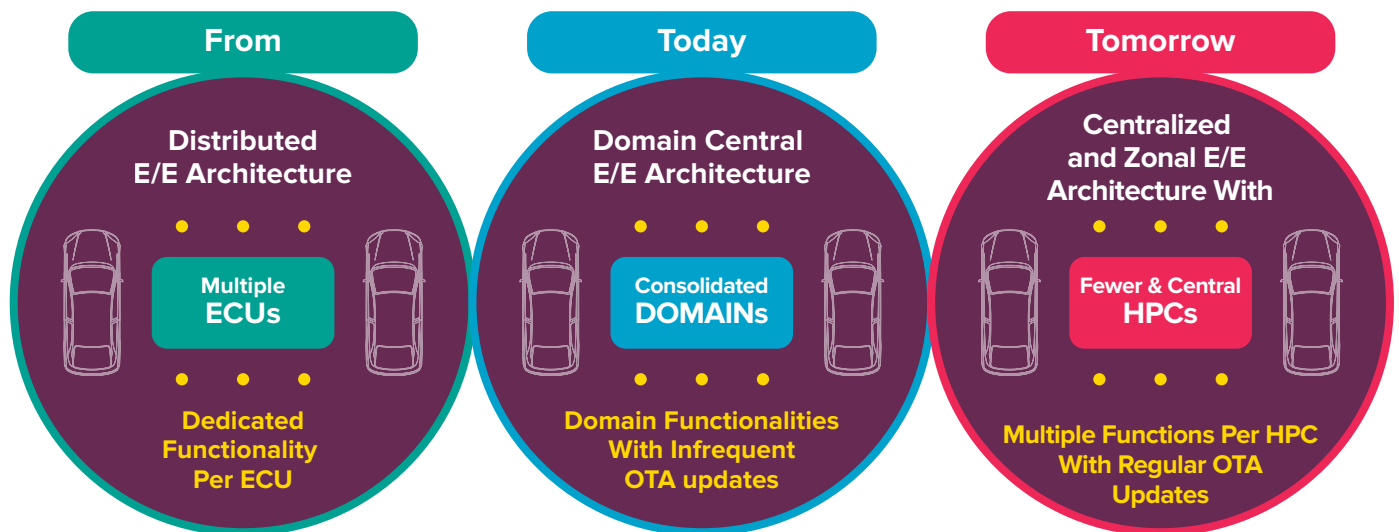 From
Distributed
E/E Architecture
Multiple
ECUs
Dedicated
Functionality
Per ECU
Today
Domain Central
E/E Architecture
Consolidated
DOMAINs
Domain Functionalities
With Infrequent
OTA updates
Tomorrow
Centralized
and Zonal E/E
Architecture With
Fewer & Central
HPCs
Multiple Functions Per HPC
With Regular OTA
Updates